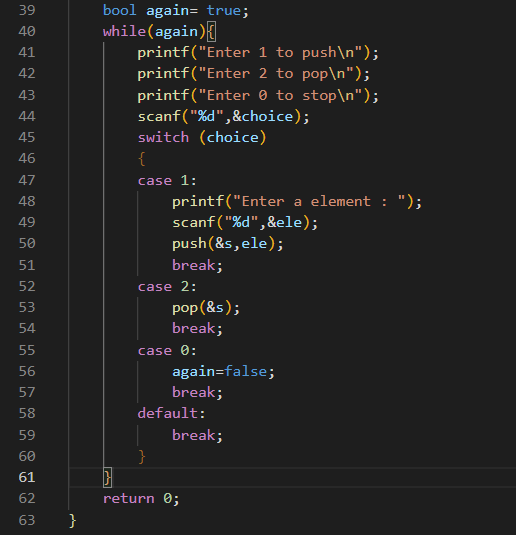 39 bool again= true;
40 while(again){
41 printf("Enter 1 to push\n");
42 printf("Enter 2 to pop\n");
43 printf("Enter 0 to stop\n");
44 scanf("%d",&choice);
45 switch (choice)
46 {
47 case 1:
48 printf("Enter a element : ");
49 scanf("%d",&ele);
50 push(&s,ele);
51 break;
52 case 2:
53 pop(&s);
54 break;
55 case 0:
56 again=false;
57 break;
58 default:
59 break;
60 }
61 }
62 return 0;
63 }